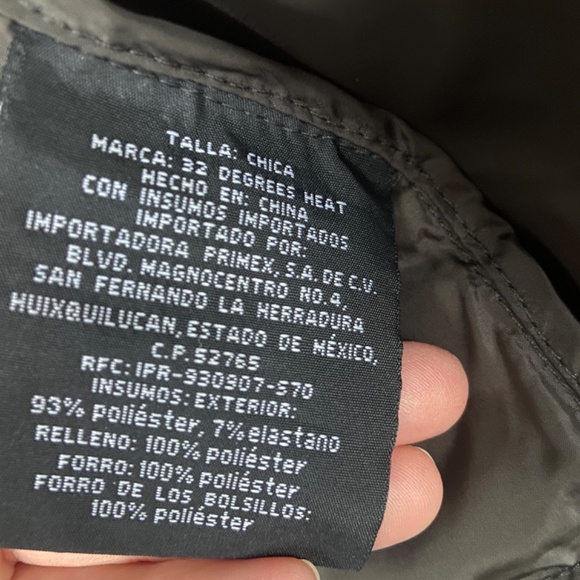 TALLA: CHICA
MARCA: 32 DEGREES HEAT
HECHO EN: CHINA
CON INSUMOS IMPORTADOS
IMPORTADO POR:
IMPORTADORA PRIMEX, S.A. DE C.V.
BLVD. MAGNOCENTRO NO.4,
SAN FERNANDO LA HERRADURA
HUIXQUILUCAN, ESTADO DE MÉXICO,
C.P. 52765
RFC: IPR-930907-S70
INSUMOS: EXTERIOR:
93% poliéster, 7% elastano
RELLENO: 100% poliéster
FORRO: 100% poliéster
FORRO DE LOS BOLSILLOS:
100% poliéster